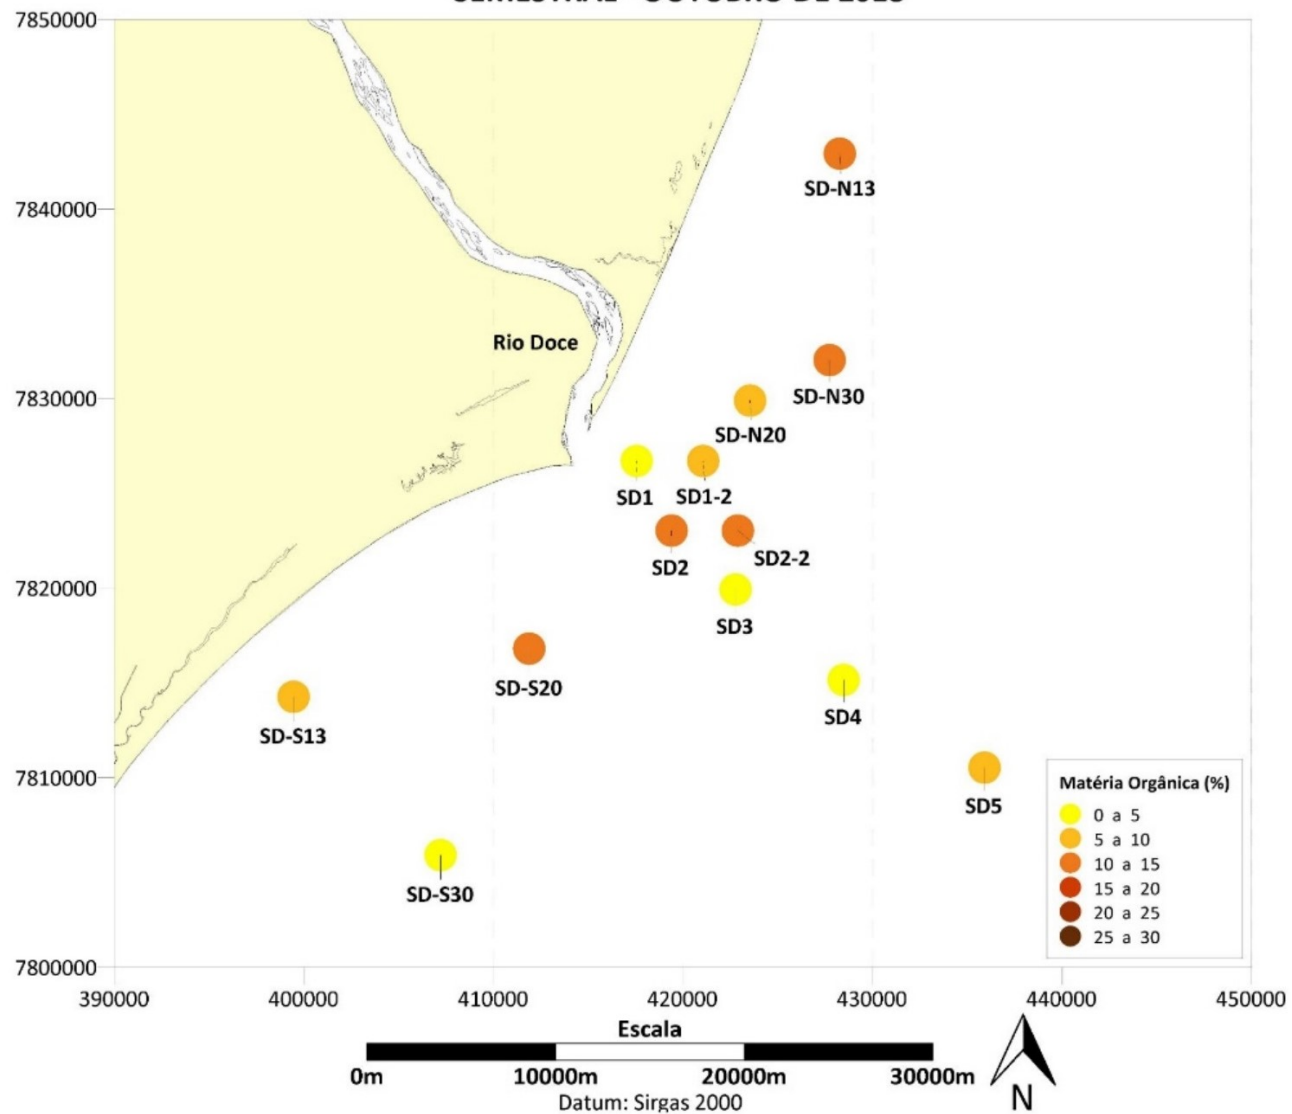 7850000
SD-N13
7840000
Rio Doce
SD-N30
7830000
SD-N20
SD1
SD1-2
SD2
SD2-2
7820000
SD3
SD-S20
SD4
SD-S13
7810000
SD5
Matéria Orgânica (%)
0 a 5
5 a 10
10 a 15
15 a 20
20 a 25
25 a 30
SD-S30
7800000
390000 400000 410000 420000 430000 440000 450000
Escala
0m 10000m 20000m 30000m
Datum: Sirgas 2000
N